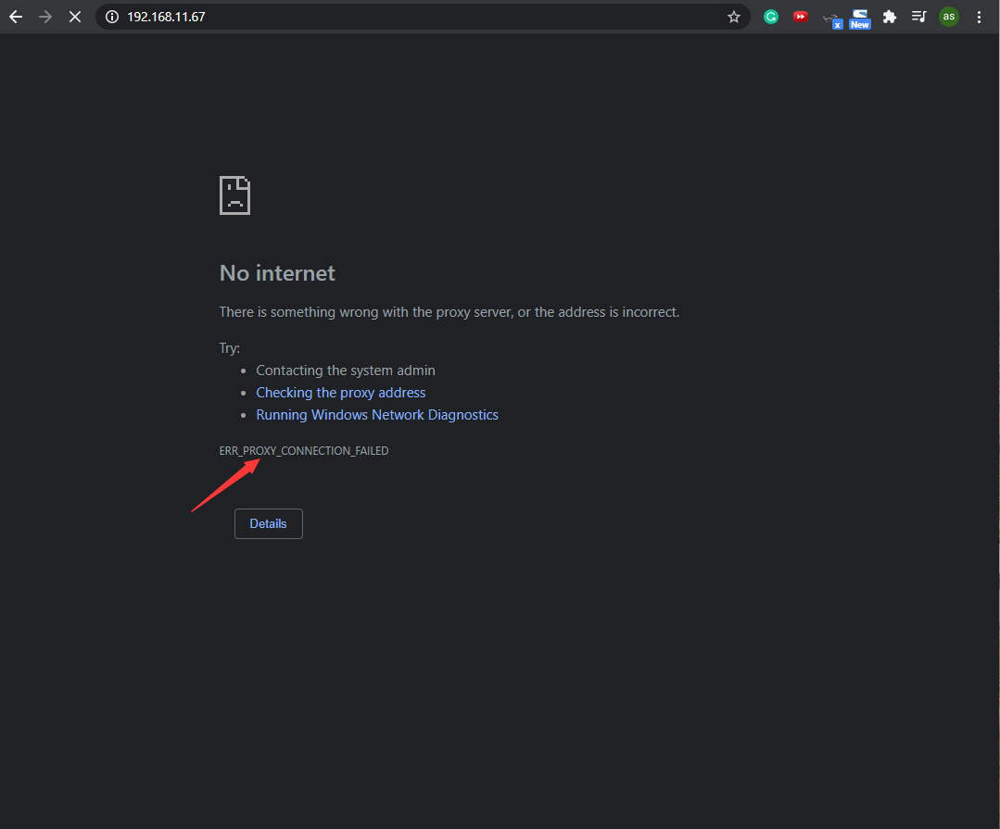 192.168.11.67
x
New
as
No internet
There is something wrong with the proxy server, or the address is incorrect.
Try:
Contacting the system admin
Checking the proxy address
Running Windows Network Diagnostics
ERR_PROXY_CONNECTION_FAILED
Details